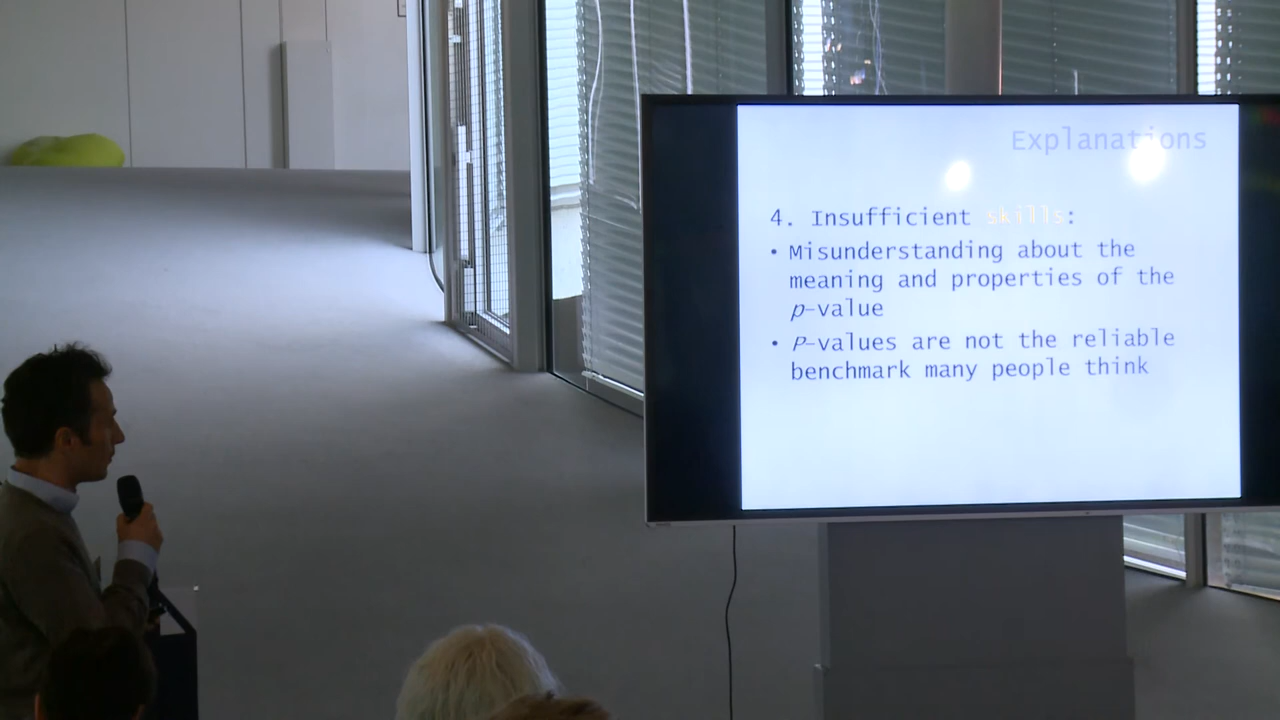 Explanations
4. Insufficient skills:
• Misunderstanding about the
meaning and properties of the
p-value
• P-values are not the reliable
benchmark many people think